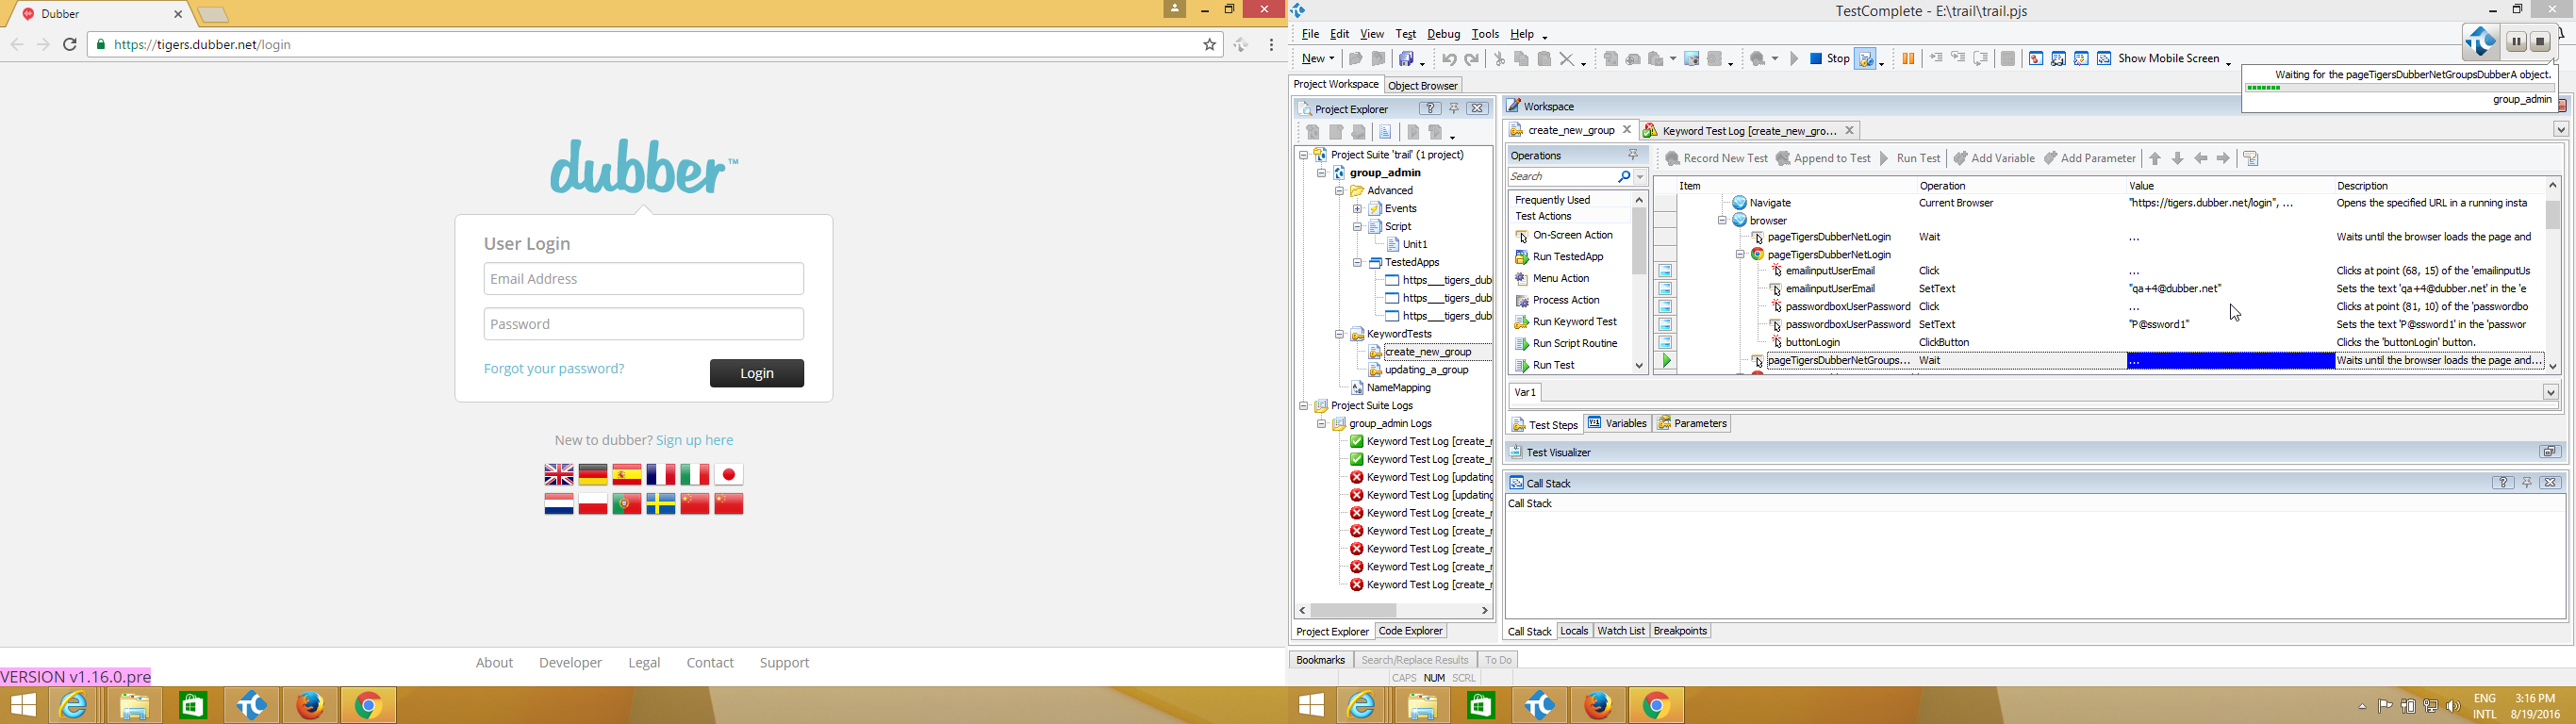 Dubber
https://tigers.dubber.net/login
dubber™
User Login
Email Address
Password
Forgot your password?
Login
New to dubber? Sign up here
About Developer Legal Contact Support
VERSION v1.16.0.pre
TestComplete - E:\trail\trail.pjs
File Edit View Test Debug Tools Help
New Stop Show Mobile Screen
Waiting for the pageTigersDubberNetGroupsDubberA object.
group_admin
Project Workspace Object Browser
Project Explorer
Project Suite 'trail' (1 project)
group_admin
Advanced
Events
Script
Unit1
TestedApps
https___tigers_dub
https___tigers_dub
https___tigers_dub
KeywordTests
create_new_group
updating_a_group
NameMapping
Project Suite Logs
group_admin Logs
Keyword Test Log [create_r
Keyword Test Log [create_r
Keyword Test Log [updating
Keyword Test Log [updating
Keyword Test Log [create_r
Keyword Test Log [create_r
Keyword Test Log [create_r
Keyword Test Log [create_r
Keyword Test Log [create_r
Project Explorer Code Explorer
Workspace
create_new_group Keyword Test Log [create_new_gro...
Operations
Search
Frequently Used
Test Actions
On-Screen Action
Run TestedApp
Menu Action
Process Action
Run Keyword Test
Run Script Routine
Run Test
Record New Test Append to Test Run Test Add Variable Add Parameter
Item Operation Value Description
Navigate Current Browser "https://tigers.dubber.net/login", ... Opens the specified URL in a running insta
browser
pageTigersDubberNetLogin Wait ... Waits until the browser loads the page and
pageTigersDubberNetLogin
emailinputUserEmail Click ... Clicks at point (68, 15) of the 'emailinputUs
emailinputUserEmail SetText "qa+4@dubber.net" Sets the text 'qa+4@dubber.net' in the 'e
passwordboxUserPassword Click ... Clicks at point (81, 10) of the 'passwordbo
passwordboxUserPassword SetText "P@ssword1" Sets the text 'P@ssword1' in the 'passwor
buttonLogin ClickButton Clicks the 'buttonLogin' button.
pageTigersDubberNetGroups... Wait ... Waits until the browser loads the page and...
Var1
Test Steps Variables Parameters
Test Visualizer
Call Stack
Call Stack
Call Stack Locals Watch List Breakpoints
Bookmarks Search/Replace Results To Do
CAPS NUM SCRL
ENG 3:16 PM
INTL 8/19/2016